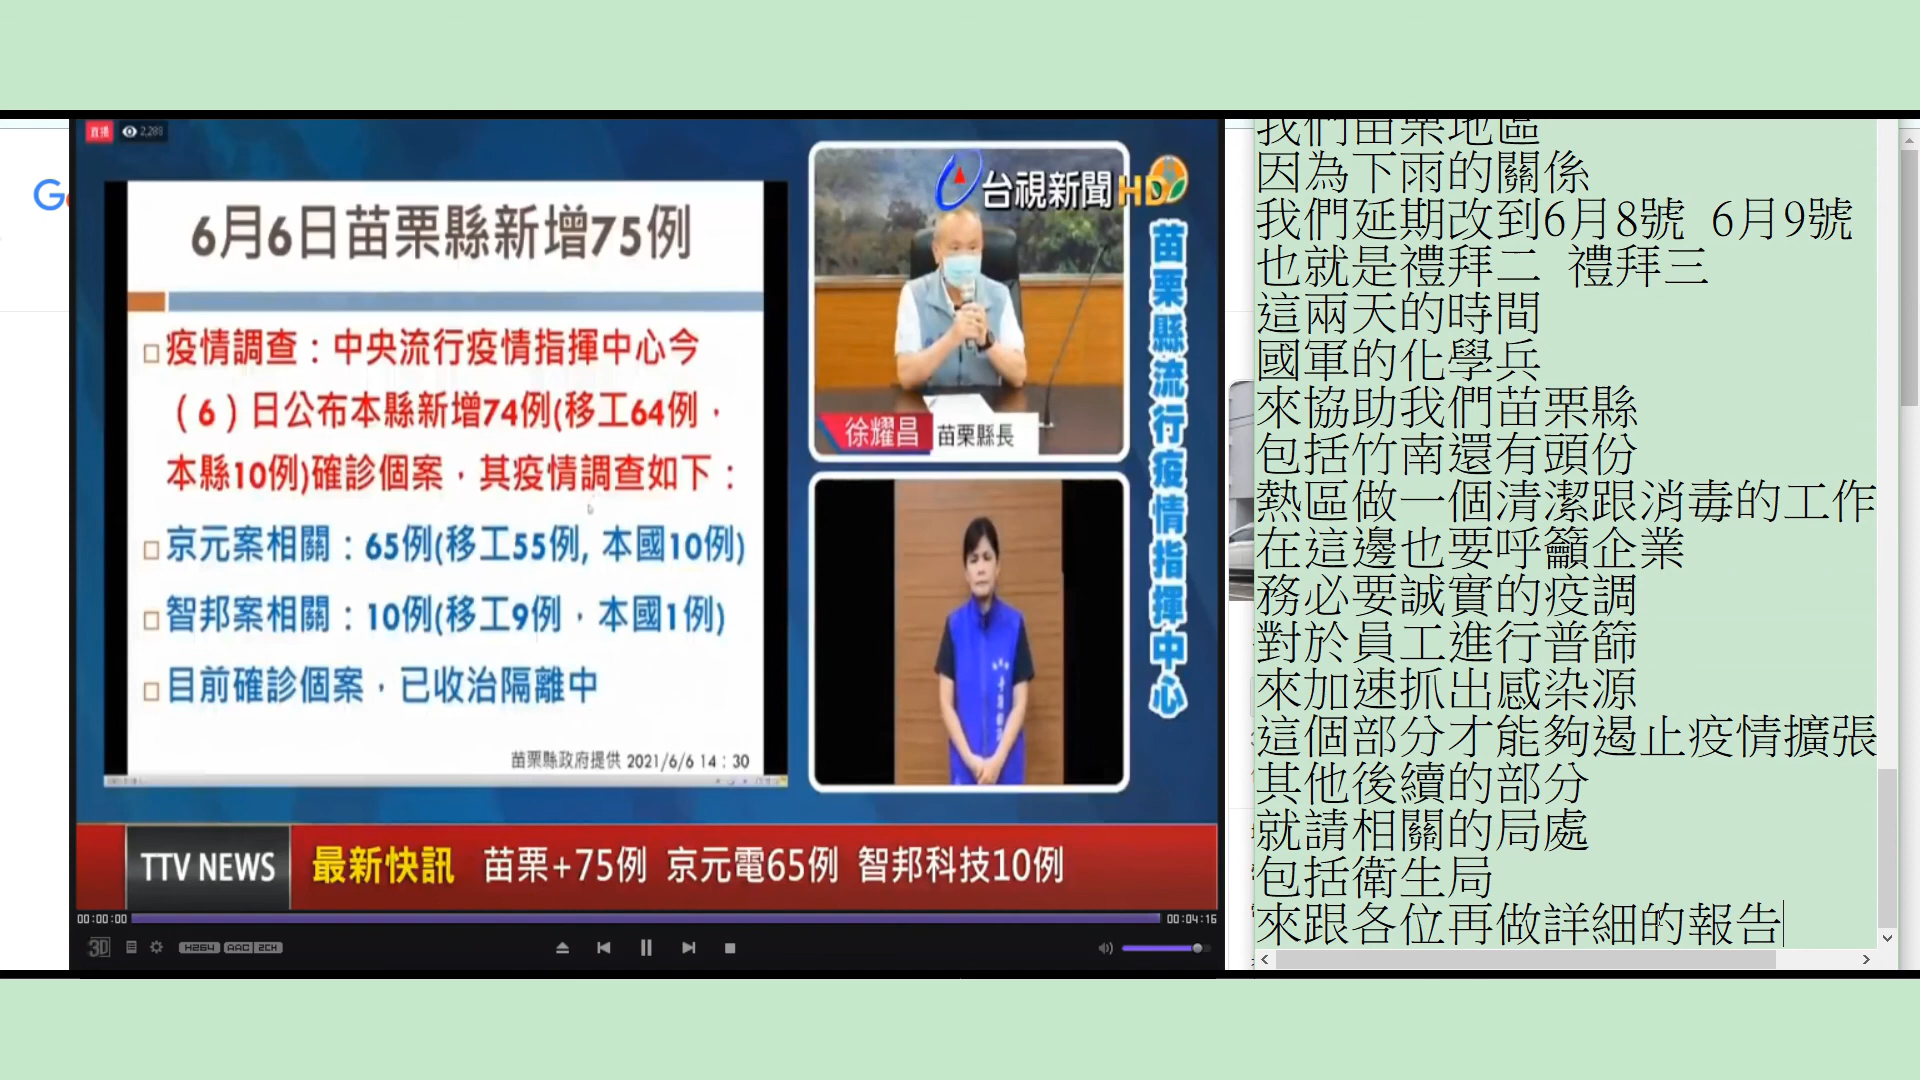 直播 2,288
6月6日苗栗縣新增75例
疫情調查：中央流行疫情指揮中心今
（6）日公布本縣新增74例(移工64例，
本縣10例)確診個案，其疫情調查如下：
京元案相關：65例(移工55例, 本國10例)
智邦案相關：10例(移工9例，本國1例)
目前確診個案，已收治隔離中
苗栗縣政府提供 2021/6/6 14：30
台視新聞HD
徐耀昌 苗栗縣長
苗栗縣流行疫情指揮中心
TTV NEWS 最新快訊 苗栗+75例 京元電65例 智邦科技10例
00:00:00 00:04:16
3D H264 AAC 2CH
我們苗栗地區
因為下雨的關係
我們延期改到6月8號 6月9號
也就是禮拜二 禮拜三
這兩天的時間
國軍的化學兵
來協助我們苗栗縣
包括竹南還有頭份
熱區做一個清潔跟消毒的工作
在這邊也要呼籲企業
務必要誠實的疫調
對於員工進行普篩
來加速抓出感染源
這個部分才能夠遏止疫情擴張
其他後續的部分
就請相關的局處
包括衛生局
來跟各位再做詳細的報告